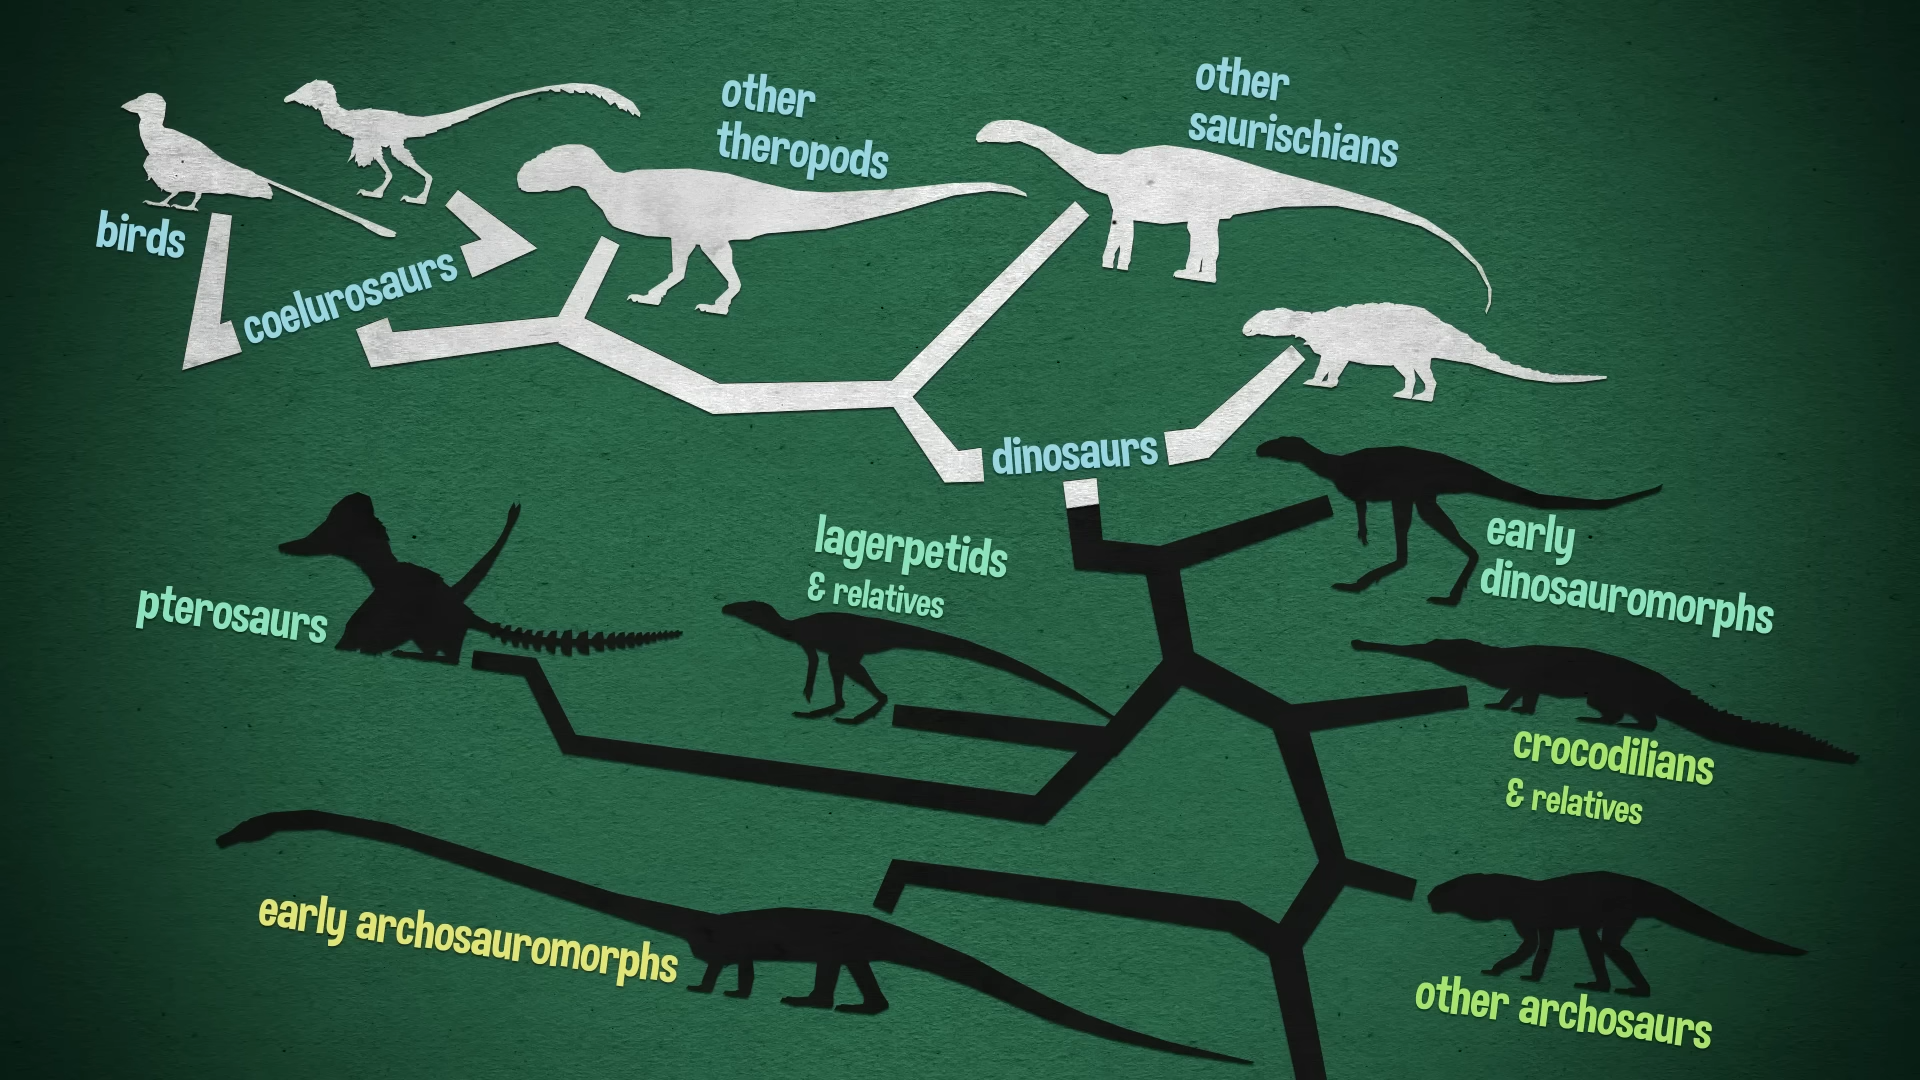 other
theropods
other
saurischians
birds
coelurosaurs
dinosaurs
lagerpetids
& relatives
early
dinosauromorphs
pterosaurs
crocodilians
& relatives
early archosauromorphs
other archosaurs